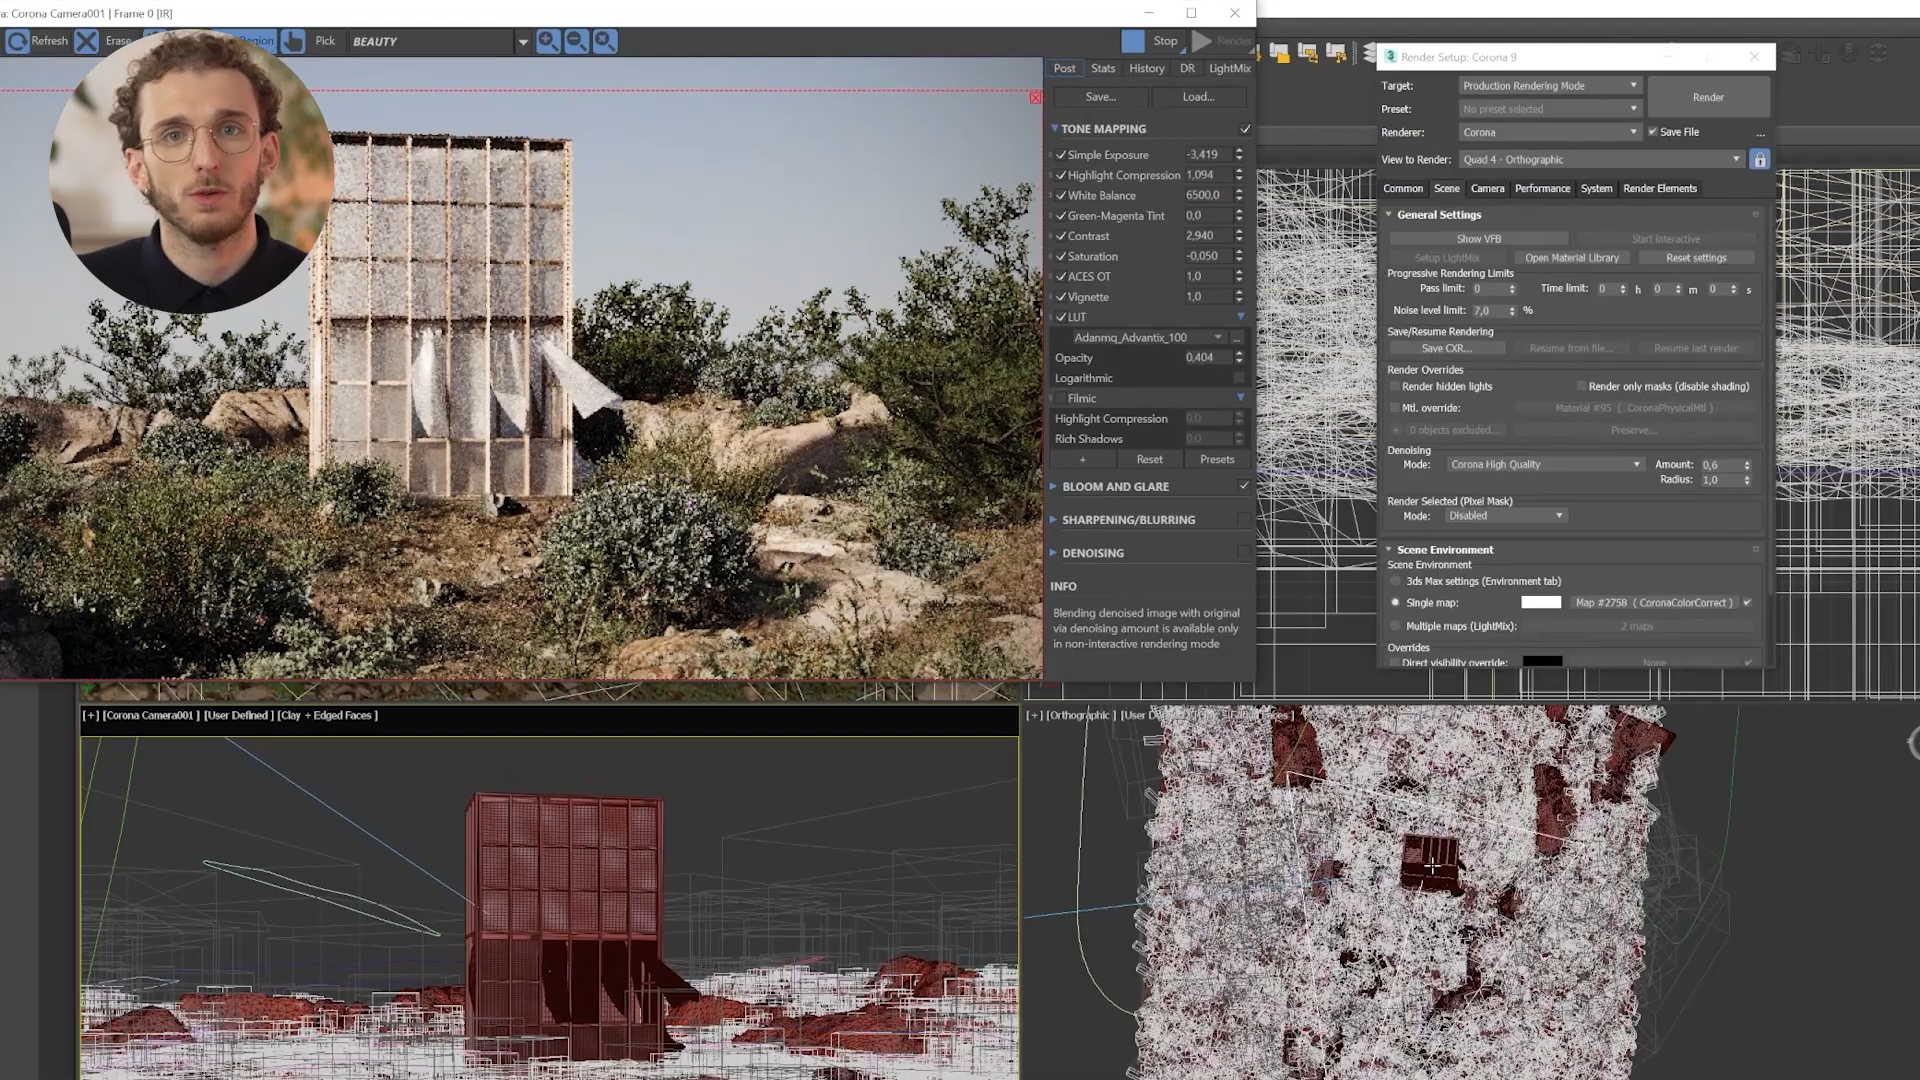 a: Corona Camera001 | Frame 0 [IR]
Refresh
Erase
Region
Pick
BEAUTY
Stop
Render
Post
Stats
History
DR
LightMix
Save...
Load...
TONE MAPPING
Simple Exposure -3,419
Highlight Compression 1,094
White Balance 6500,0
Green-Magenta Tint 0,0
Contrast 2,940
Saturation -0,050
ACES OT 1,0
Vignette 1,0
LUT
Adanmq_Advantix_100 ...
Opacity 0,404
Logarithmic
Filmic
Highlight Compression 0,0
Rich Shadows 0,0
+ Reset Presets
BLOOM AND GLARE
SHARPENING/BLURRING
DENOISING
INFO
Blending denoised image with original
via denoising amount is available only
in non-interactive rendering mode
Render Setup: Corona 9
Target: Production Rendering Mode
Render
Preset: No preset selected
Renderer: Corona
Save File ...
View to Render: Quad 4 - Orthographic
Common Scene Camera Performance System Render Elements
General Settings
Show VFB Start Interactive
Setup LightMix Open Material Library Reset settings
Progressive Rendering Limits
Pass limit: 0 Time limit: 0 h 0 m 0 s
Noise level limit: 7,0 %
Save/Resume Rendering
Save CXR... Resume from file... Resume last render
Render Overrides
Render hidden lights Render only masks (disable shading)
Mtl. override: Material #95 ( CoronaPhysicalMtl )
+ 0 objects excluded... Preserve...
Denoising
Mode: Corona High Quality Amount: 0,6
Radius: 1,0
Render Selected (Pixel Mask)
Mode: Disabled
Scene Environment
Scene Environment
3ds Max settings (Environment tab)
Single map: Map #2758 ( CoronaColorCorrect )
Multiple maps (LightMix): 2 maps
Overrides
Direct visibility override: None
[+] [Corona Camera001 ] [User Defined ] [Clay + Edged Faces ]
[+] [Orthographic ] [User